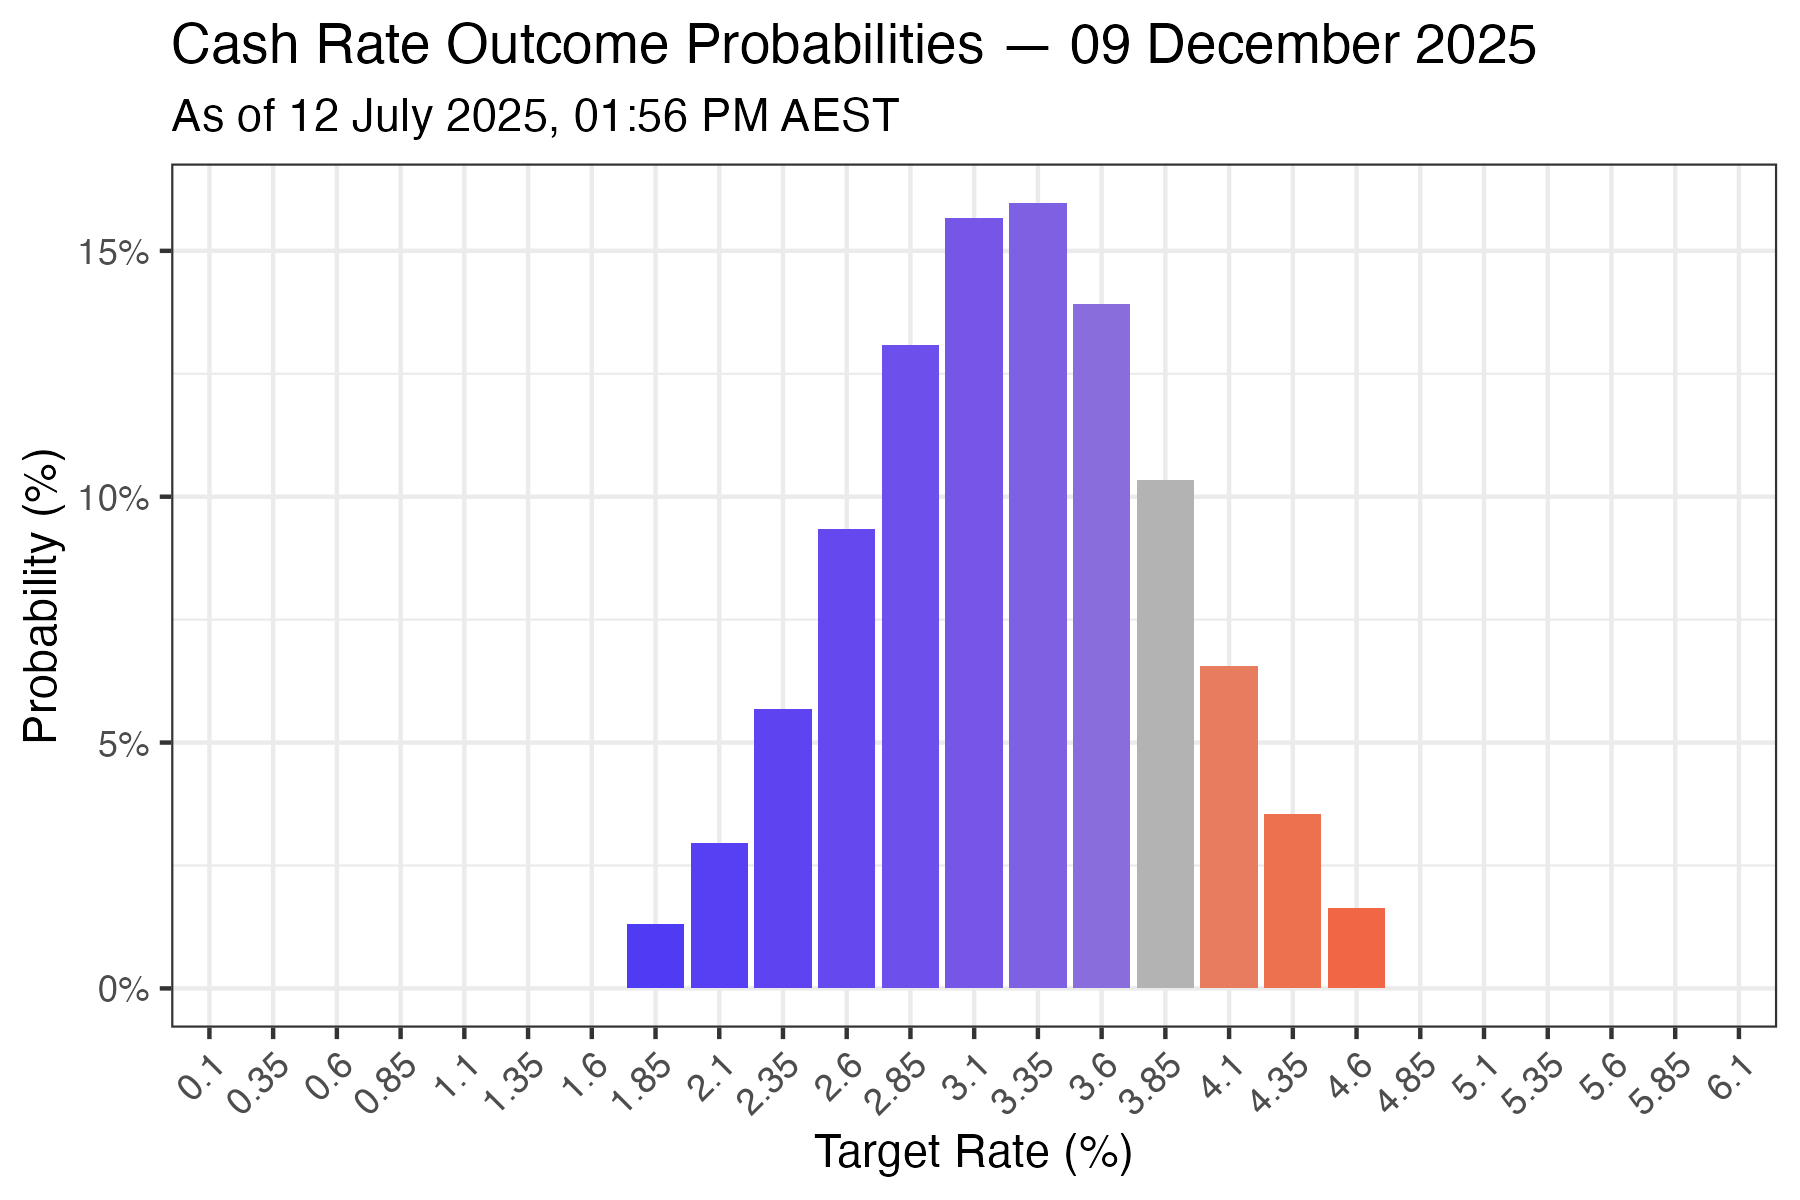 Cash Rate Outcome Probabilities — 09 December 2025
As of 12 July 2025, 01:56 PM AEST
Probability (%)
15%
10%
5%
0%
0.1 0.35 0.6 0.85 1.1 1.35 1.6 1.85 2.1 2.35 2.6 2.85 3.1 3.35 3.6 3.85 4.1 4.35 4.6 4.85 5.1 5.35 5.6 5.85 6.1
Target Rate (%)